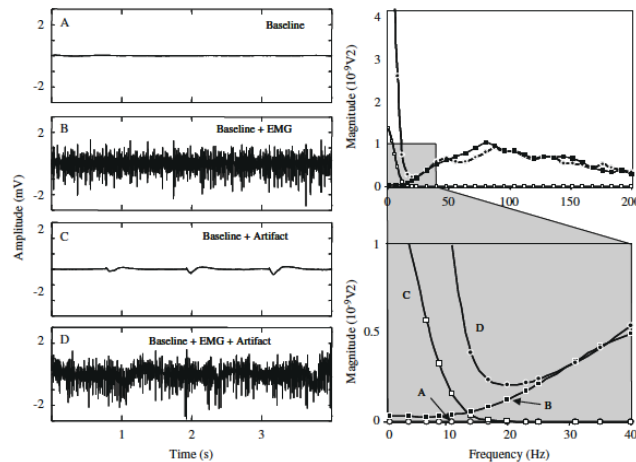 A
Baseline
2
-2
B
Baseline + EMG
2
-2
C
Baseline + Artifact
2
-2
D
Baseline + EMG + Artifact
2
-2
1 2 3
Time (s)
Amplitude (mV)
4
3
2
1
0
0 50 100 150 200
Magnitude (10-9V2)
1
0.5
0
C
D
A
B
0 10 20 30 40
Frequency (Hz)
Magnitude (10-9V2)